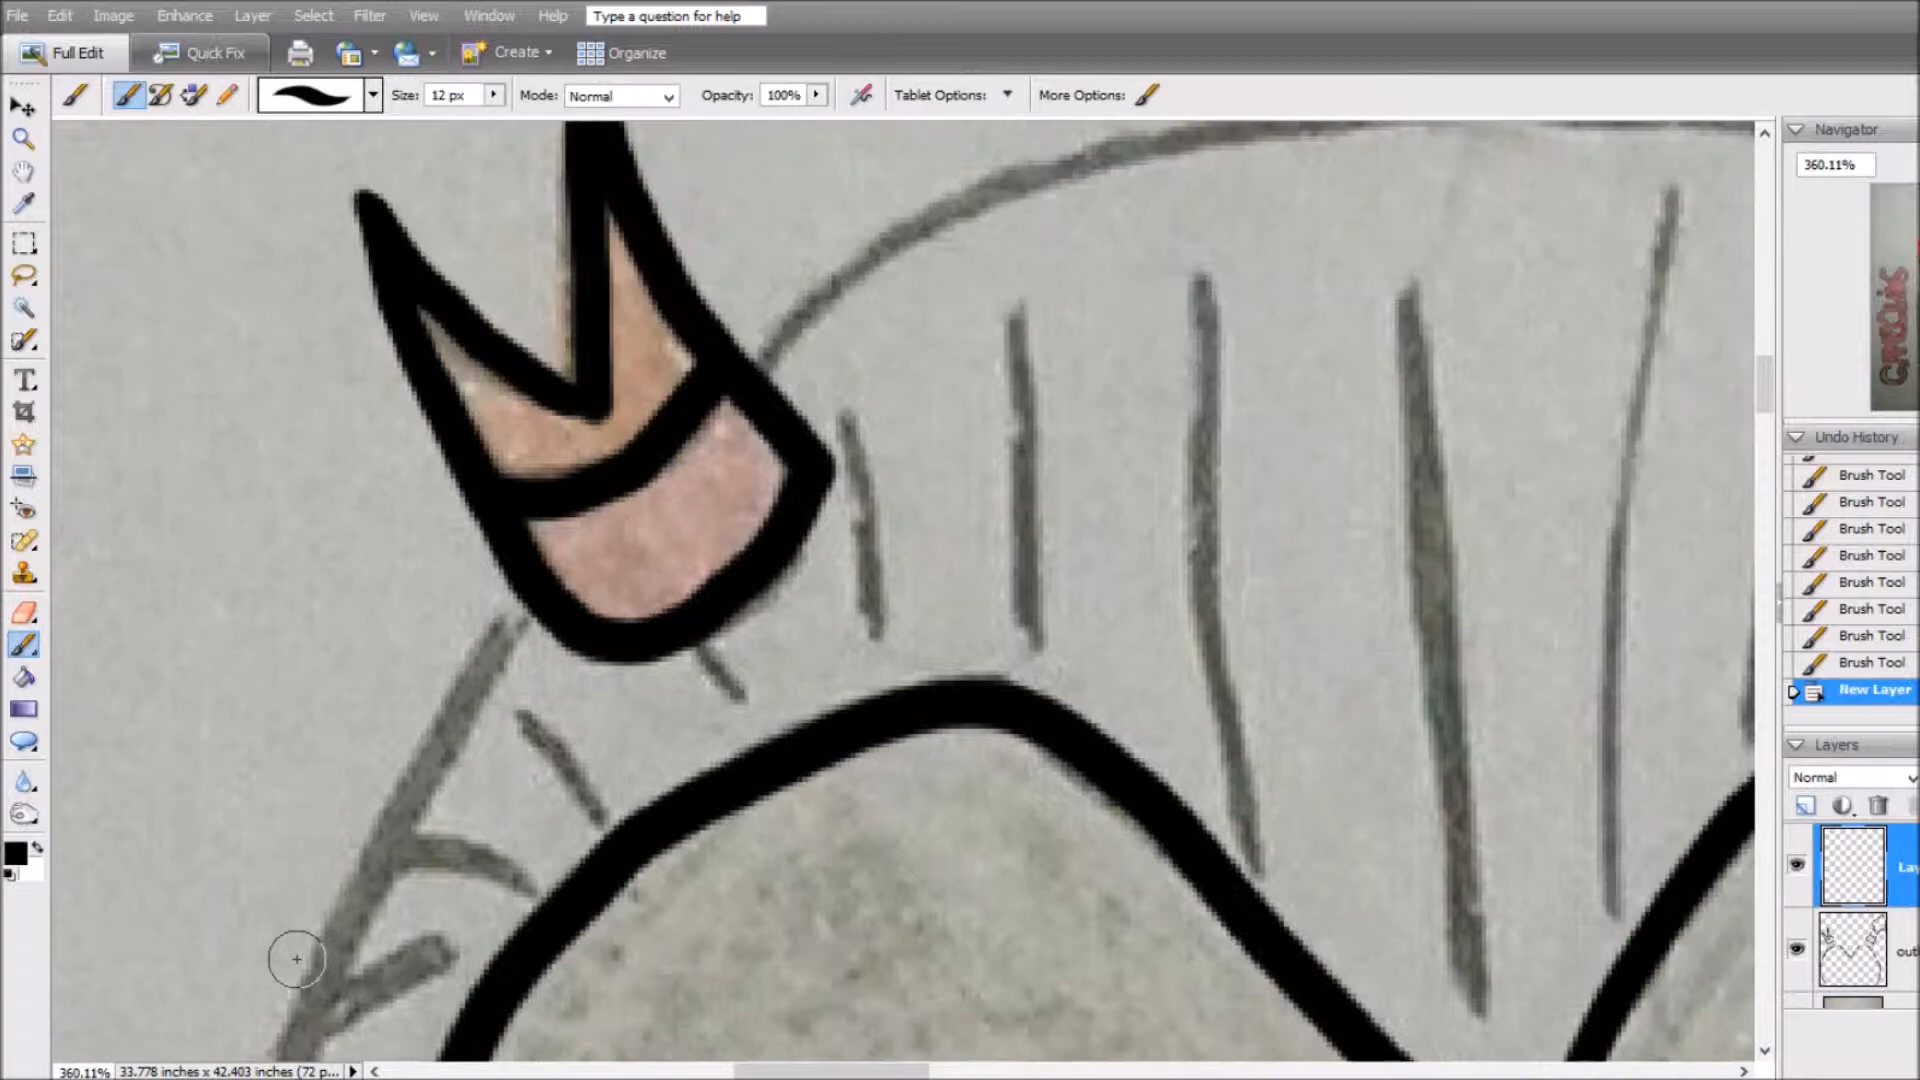 File Edit Image Enhance Layer Select Filter View Window Help Type a question for help
Full Edit Quick Fix Create Organize
Size: 12 px Mode: Normal Opacity: 100% Tablet Options: More Options:
Navigator
360.11%
Undo History
Brush Tool
Brush Tool
Brush Tool
Brush Tool
Brush Tool
Brush Tool
Brush Tool
Brush Tool
New Layer
Layers
Normal
Lay
outl
360.11% 33.778 inches x 42.403 inches (72 p...